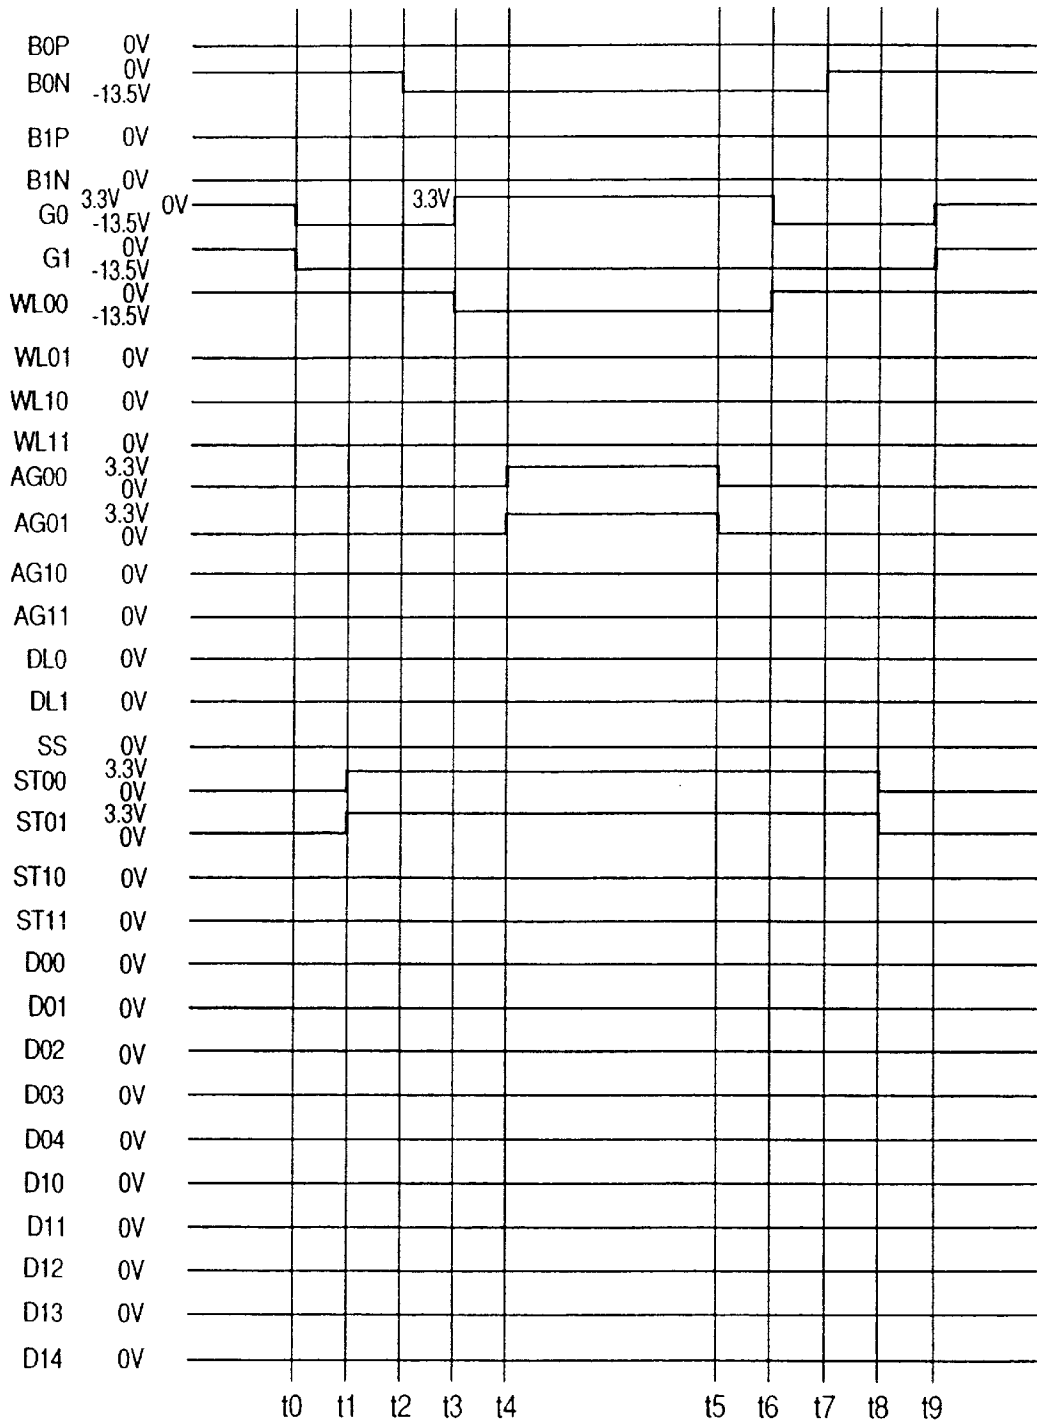 B0P 0V
B0N 0V
-13.5V
B1P 0V
B1N 0V
G0 3.3V 0V 3.3V
-13.5V
G1 0V
-13.5V
WL00 0V
-13.5V
WL01 0V
WL10 0V
WL11 0V
AG00 3.3V
0V
AG01 3.3V
0V
AG10 0V
AG11 0V
DL0 0V
DL1 0V
SS 0V
ST00 3.3V
0V
ST01 3.3V
0V
ST10 0V
ST11 0V
D00 0V
D01 0V
D02 0V
D03 0V
D04 0V
D10 0V
D11 0V
D12 0V
D13 0V
D14 0V
t0 t1 t2 t3 t4 t5 t6 t7 t8 t9